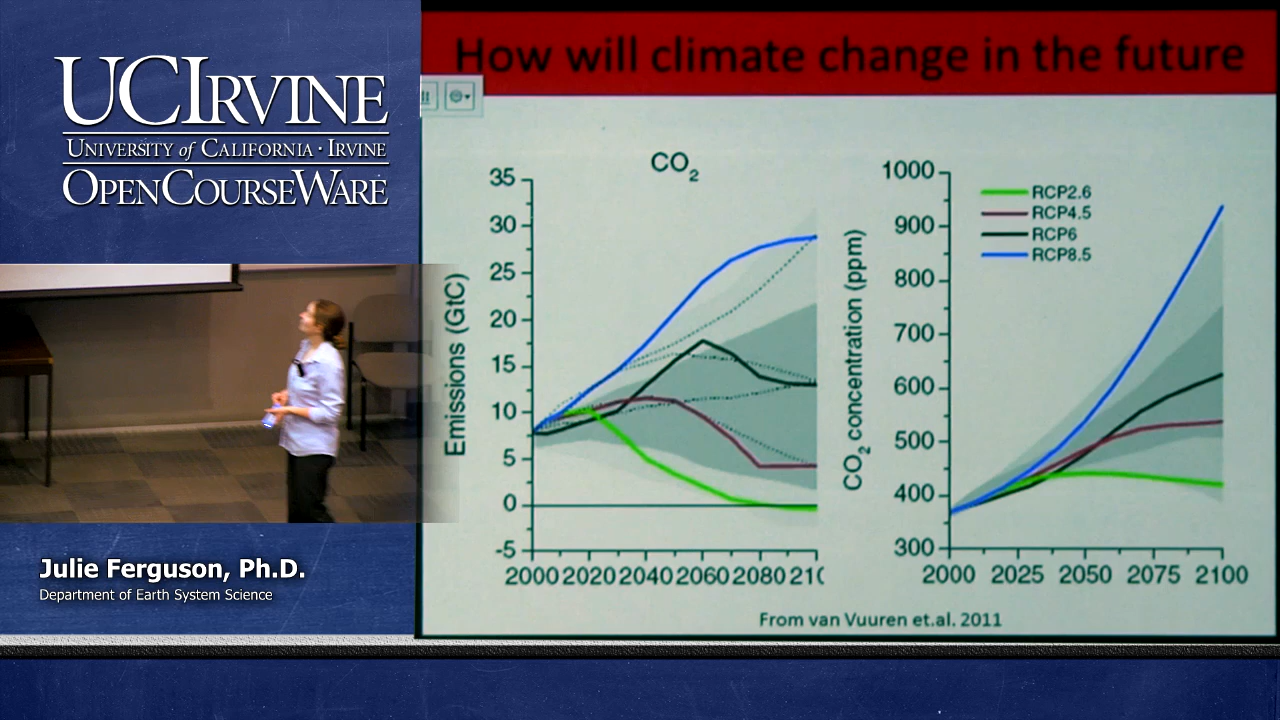 UCIRVINE
UNIVERSITY of CALIFORNIA · IRVINE
OPENCOURSEWARE
Julie Ferguson, Ph.D.
Department of Earth System Science
How will climate change in the future
CO2
Emissions (GtC)
35
30
25
20
15
10
5
0
-5
2000 2020 2040 2060 2080 210
CO2 concentration (ppm)
1000
900
800
700
600
500
400
300
2000 2025 2050 2075 2100
RCP2.6
RCP4.5
RCP6
RCP8.5
From van Vuuren et.al. 2011